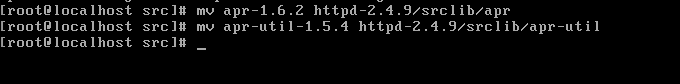 [root@localhost src]# mv apr-1.6.2 httpd-2.4.9/srclib/apr
[root@localhost src]# mv apr-util-1.5.4 httpd-2.4.9/srclib/apr-util
[root@localhost src]# _